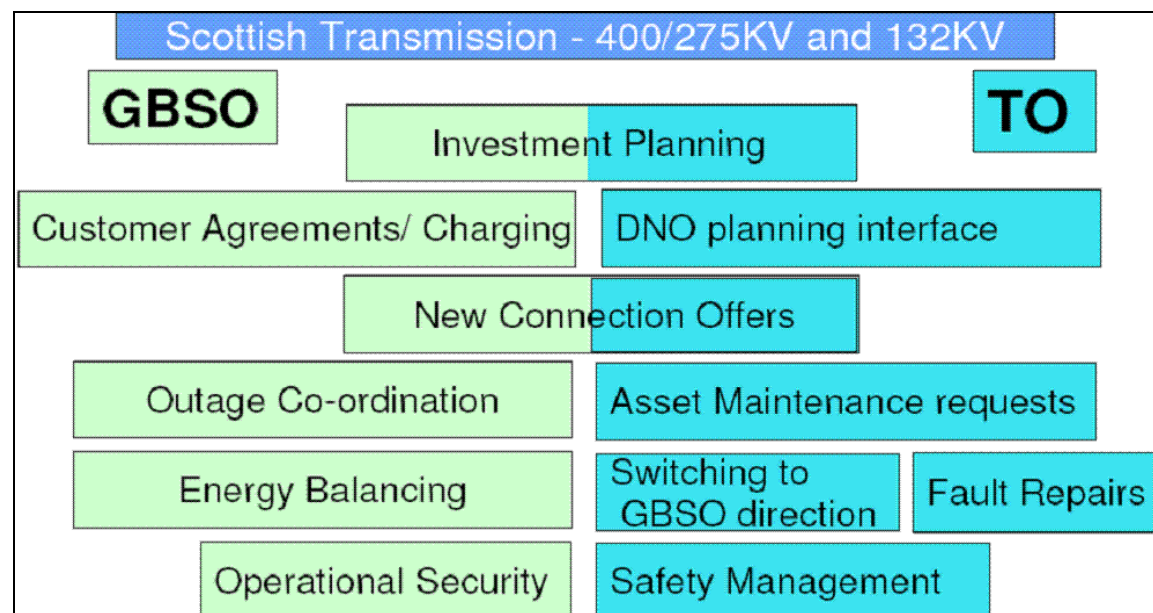 Scottish Transmission - 400/275KV and 132KV
GBSO
TO
Investment Planning
Customer Agreements/ Charging
DNO planning interface
New Connection Offers
Outage Co-ordination
Asset Maintenance requests
Energy Balancing
Switching to
GBSO direction
Fault Repairs
Operational Security
Safety Management